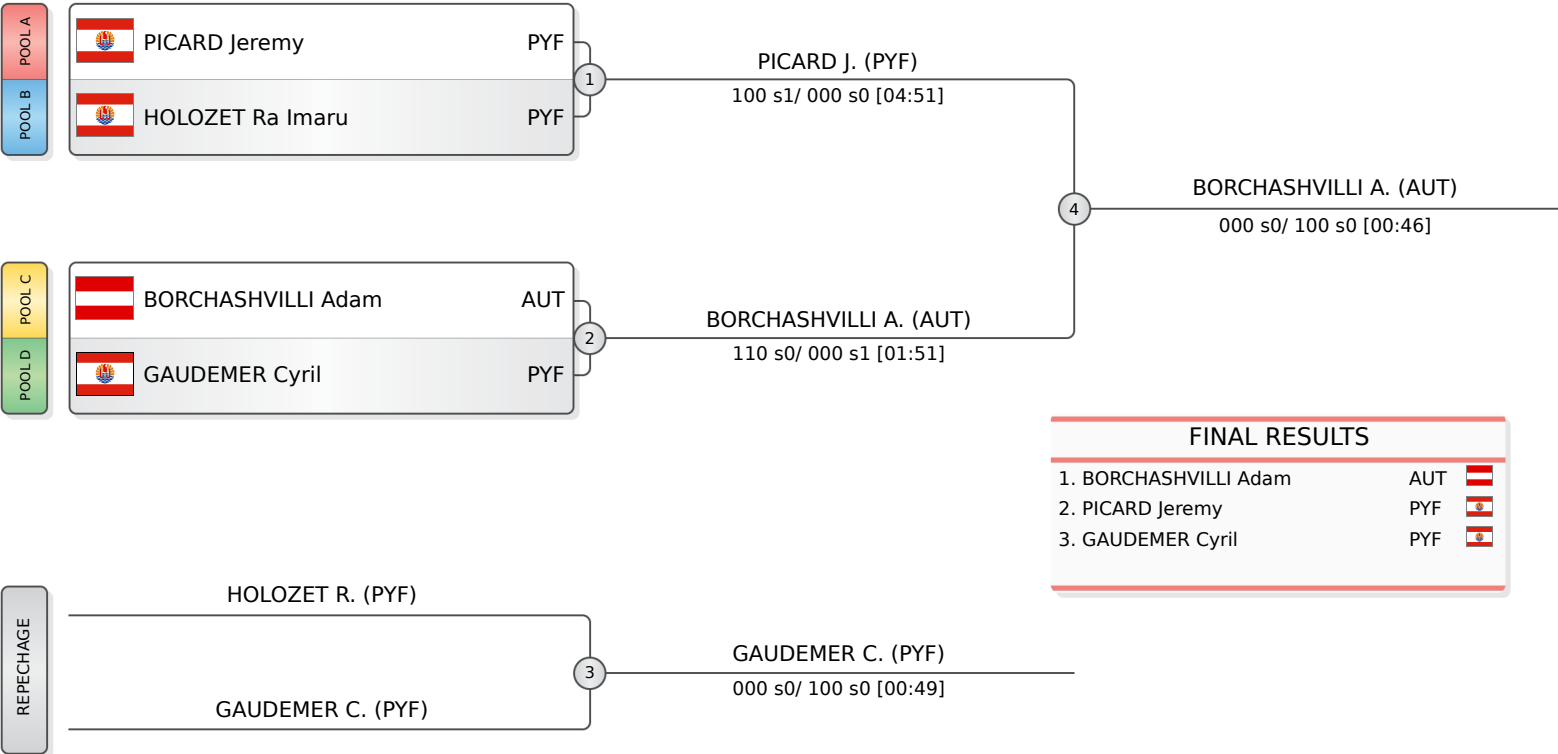 POOL A
PICARD Jeremy PYF
POOL B
HOLOZET Ra Imaru PYF
1
PICARD J. (PYF)
100 s1/ 000 s0 [04:51]
4
BORCHASHVILLI A. (AUT)
000 s0/ 100 s0 [00:46]
POOL C
BORCHASHVILLI Adam AUT
POOL D
GAUDEMER Cyril PYF
2
BORCHASHVILLI A. (AUT)
110 s0/ 000 s1 [01:51]
FINAL RESULTS
1. BORCHASHVILLI Adam AUT
2. PICARD Jeremy PYF
3. GAUDEMER Cyril PYF
REPECHAGE
HOLOZET R. (PYF)
GAUDEMER C. (PYF)
3
GAUDEMER C. (PYF)
000 s0/ 100 s0 [00:49]